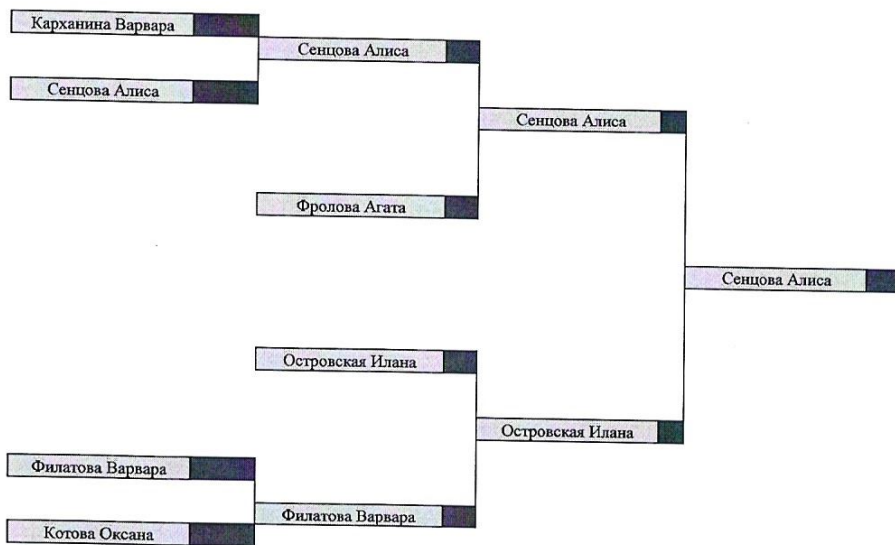 Карханина Варвара
Сенцова Алиса
Сенцова Алиса
Сенцова Алиса
Фролова Агата
Сенцова Алиса
Островская Илана
Островская Илана
Филатова Варвара
Филатова Варвара
Котова Оксана